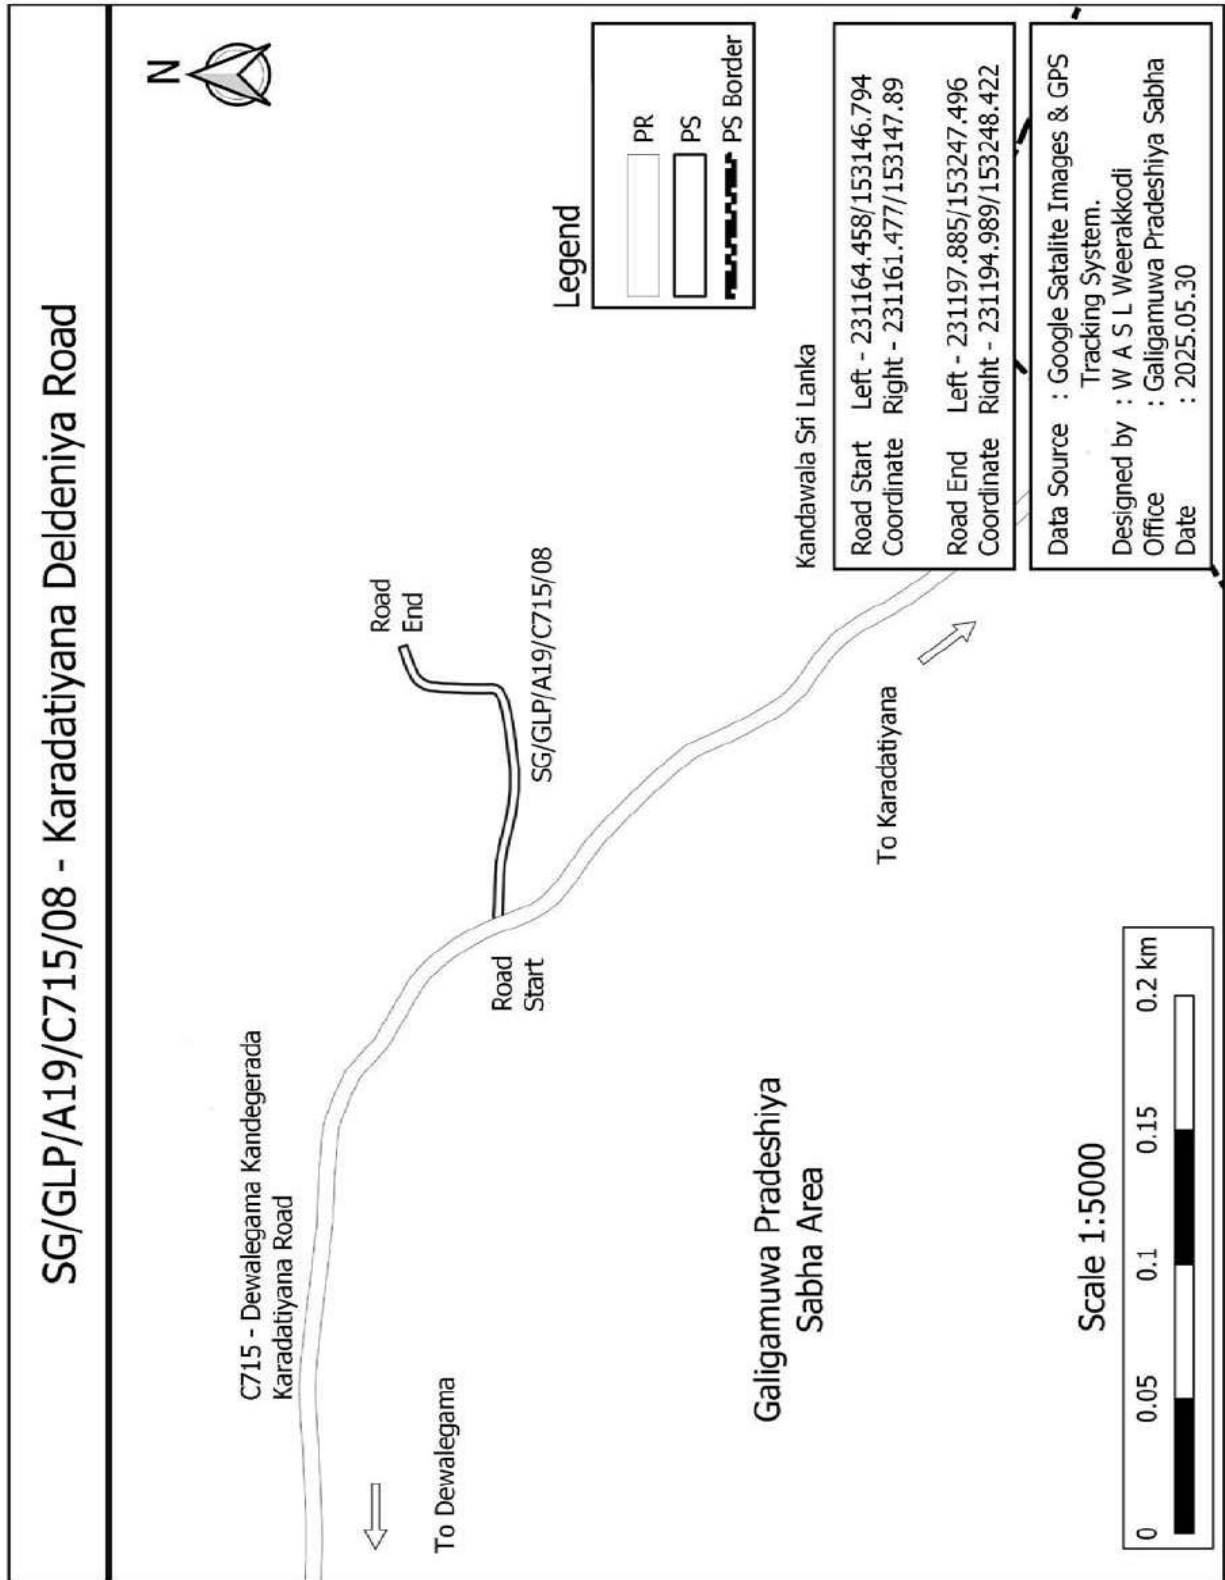 SG/GLP/A19/C715/08 - Karadatiyana Deldeniya Road
N
C715 - Dewalegama Kandegerada
Karadatiyana Road
To Dewalegama
Road
Start
Road
End
SG/GLP/A19/C715/08
To Karadatiyana
Galigamuwa Pradeshiya
Sabha Area
Legend
PR
PS
PS Border
Kandawala Sri Lanka
Road Start Left - 231164.458/153146.794
Coordinate Right - 231161.477/153147.89
Road End Left - 231197.885/153247.496
Coordinate Right - 231194.989/153248.422
Data Source : Google Satalite Images & GPS
Tracking System.
Designed by : W A S L Weerakkodi
Office : Galigamuwa Pradeshiya Sabha
Date : 2025.05.30
Scale 1:5000
0 0.05 0.1 0.15 0.2 km